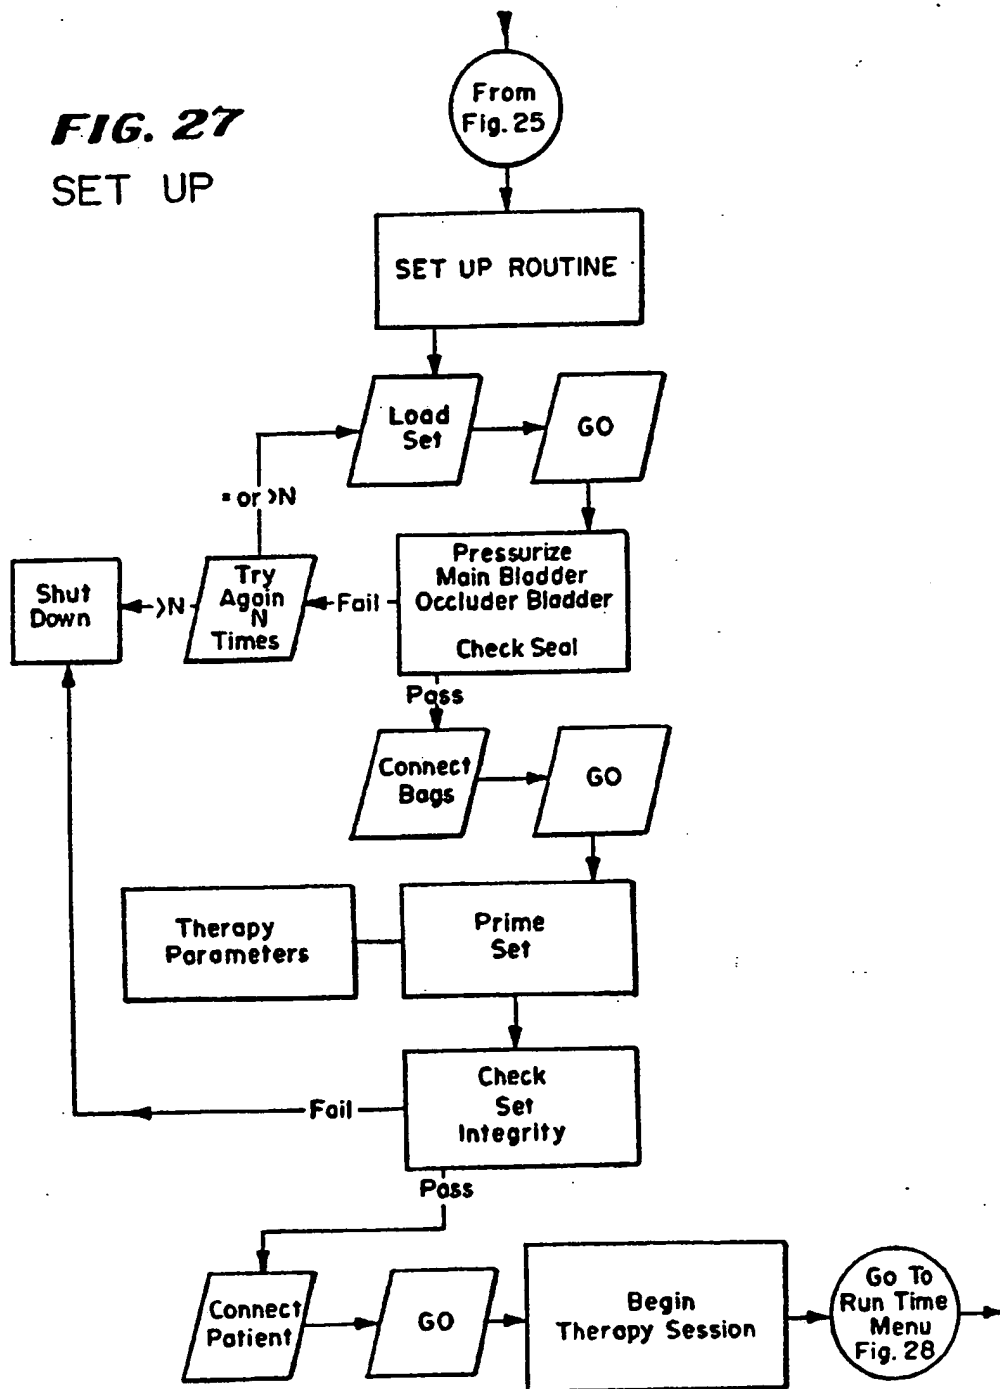 From
Fig. 25
FIG. 27
SET UP
SET UP ROUTINE
Load
Set
GO
= or >N
Shut
Down
>N
Try
Again
N
Times
Fail
Pressurize
Main Bladder
Occluder Bladder
Check Seal
Pass
Connect
Bags
GO
Therapy
Parameters
Prime
Set
Check
Set
Integrity
Fail
Pass
Connect
Patient
GO
Begin
Therapy Session
Go To
Run Time
Menu
Fig. 28